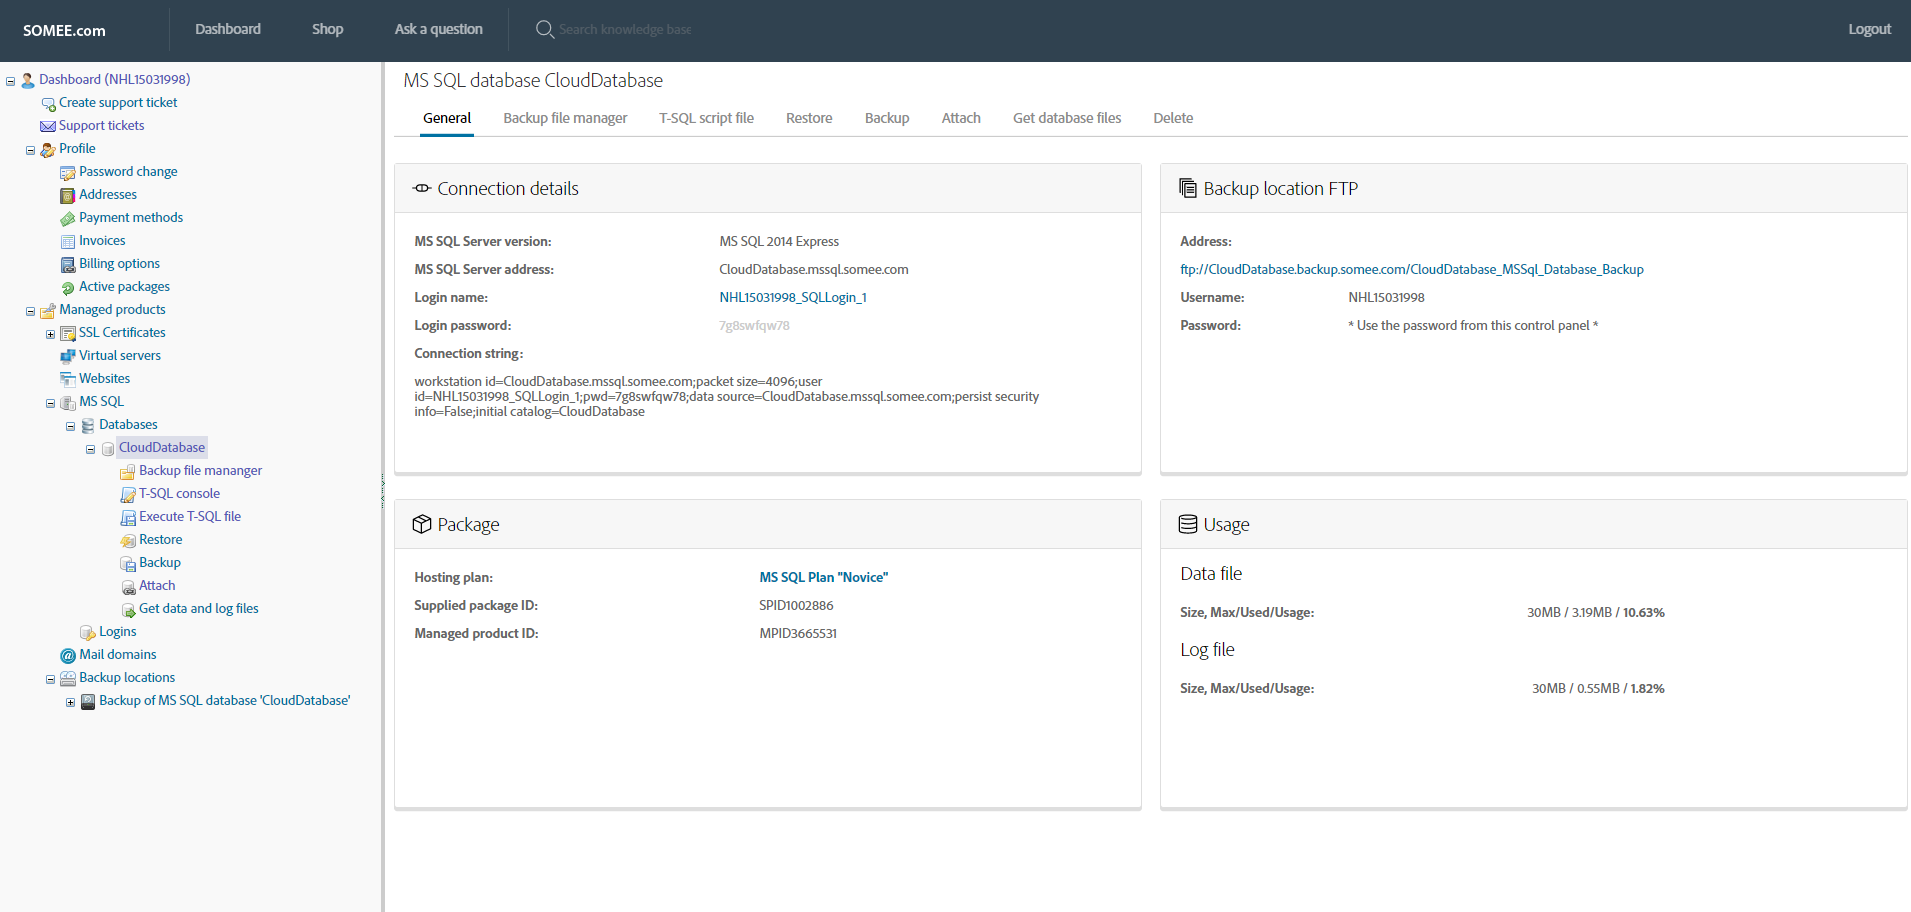 SOMEE.com
Dashboard
Shop
Ask a question
Search knowledge base
Logout
Dashboard (NHL15031998)
Create support ticket
Support tickets
Profile
Password change
Addresses
Payment methods
Invoices
Billing options
Active packages
Managed products
SSL Certificates
Virtual servers
Websites
MS SQL
Databases
CloudDatabase
Backup file mananger
T-SQL console
Execute T-SQL file
Restore
Backup
Attach
Get data and log files
Logins
Mail domains
Backup locations
Backup of MS SQL database 'CloudDatabase'
MS SQL database CloudDatabase
General
Backup file manager
T-SQL script file
Restore
Backup
Attach
Get database files
Delete
Connection details
MS SQL Server version: MS SQL 2014 Express
MS SQL Server address: CloudDatabase.mssql.somee.com
Login name: NHL15031998_SQLLogin_1
Login password: 7g8swfqw78
Connection string:
workstation id=CloudDatabase.mssql.somee.com;packet size=4096;user
id=NHL15031998_SQLLogin_1;pwd=7g8swfqw78;data source=CloudDatabase.mssql.somee.com;persist security
info=False;initial catalog=CloudDatabase
Backup location FTP
Address:
ftp://CloudDatabase.backup.somee.com/CloudDatabase_MSSql_Database_Backup
Username: NHL15031998
Password: * Use the password from this control panel *
Package
Hosting plan: MS SQL Plan "Novice"
Supplied package ID: SPID1002886
Managed product ID: MPID3665531
Usage
Data file
Size, Max/Used/Usage: 30MB / 3.19MB / 10.63%
Log file
Size, Max/Used/Usage: 30MB / 0.55MB / 1.82%